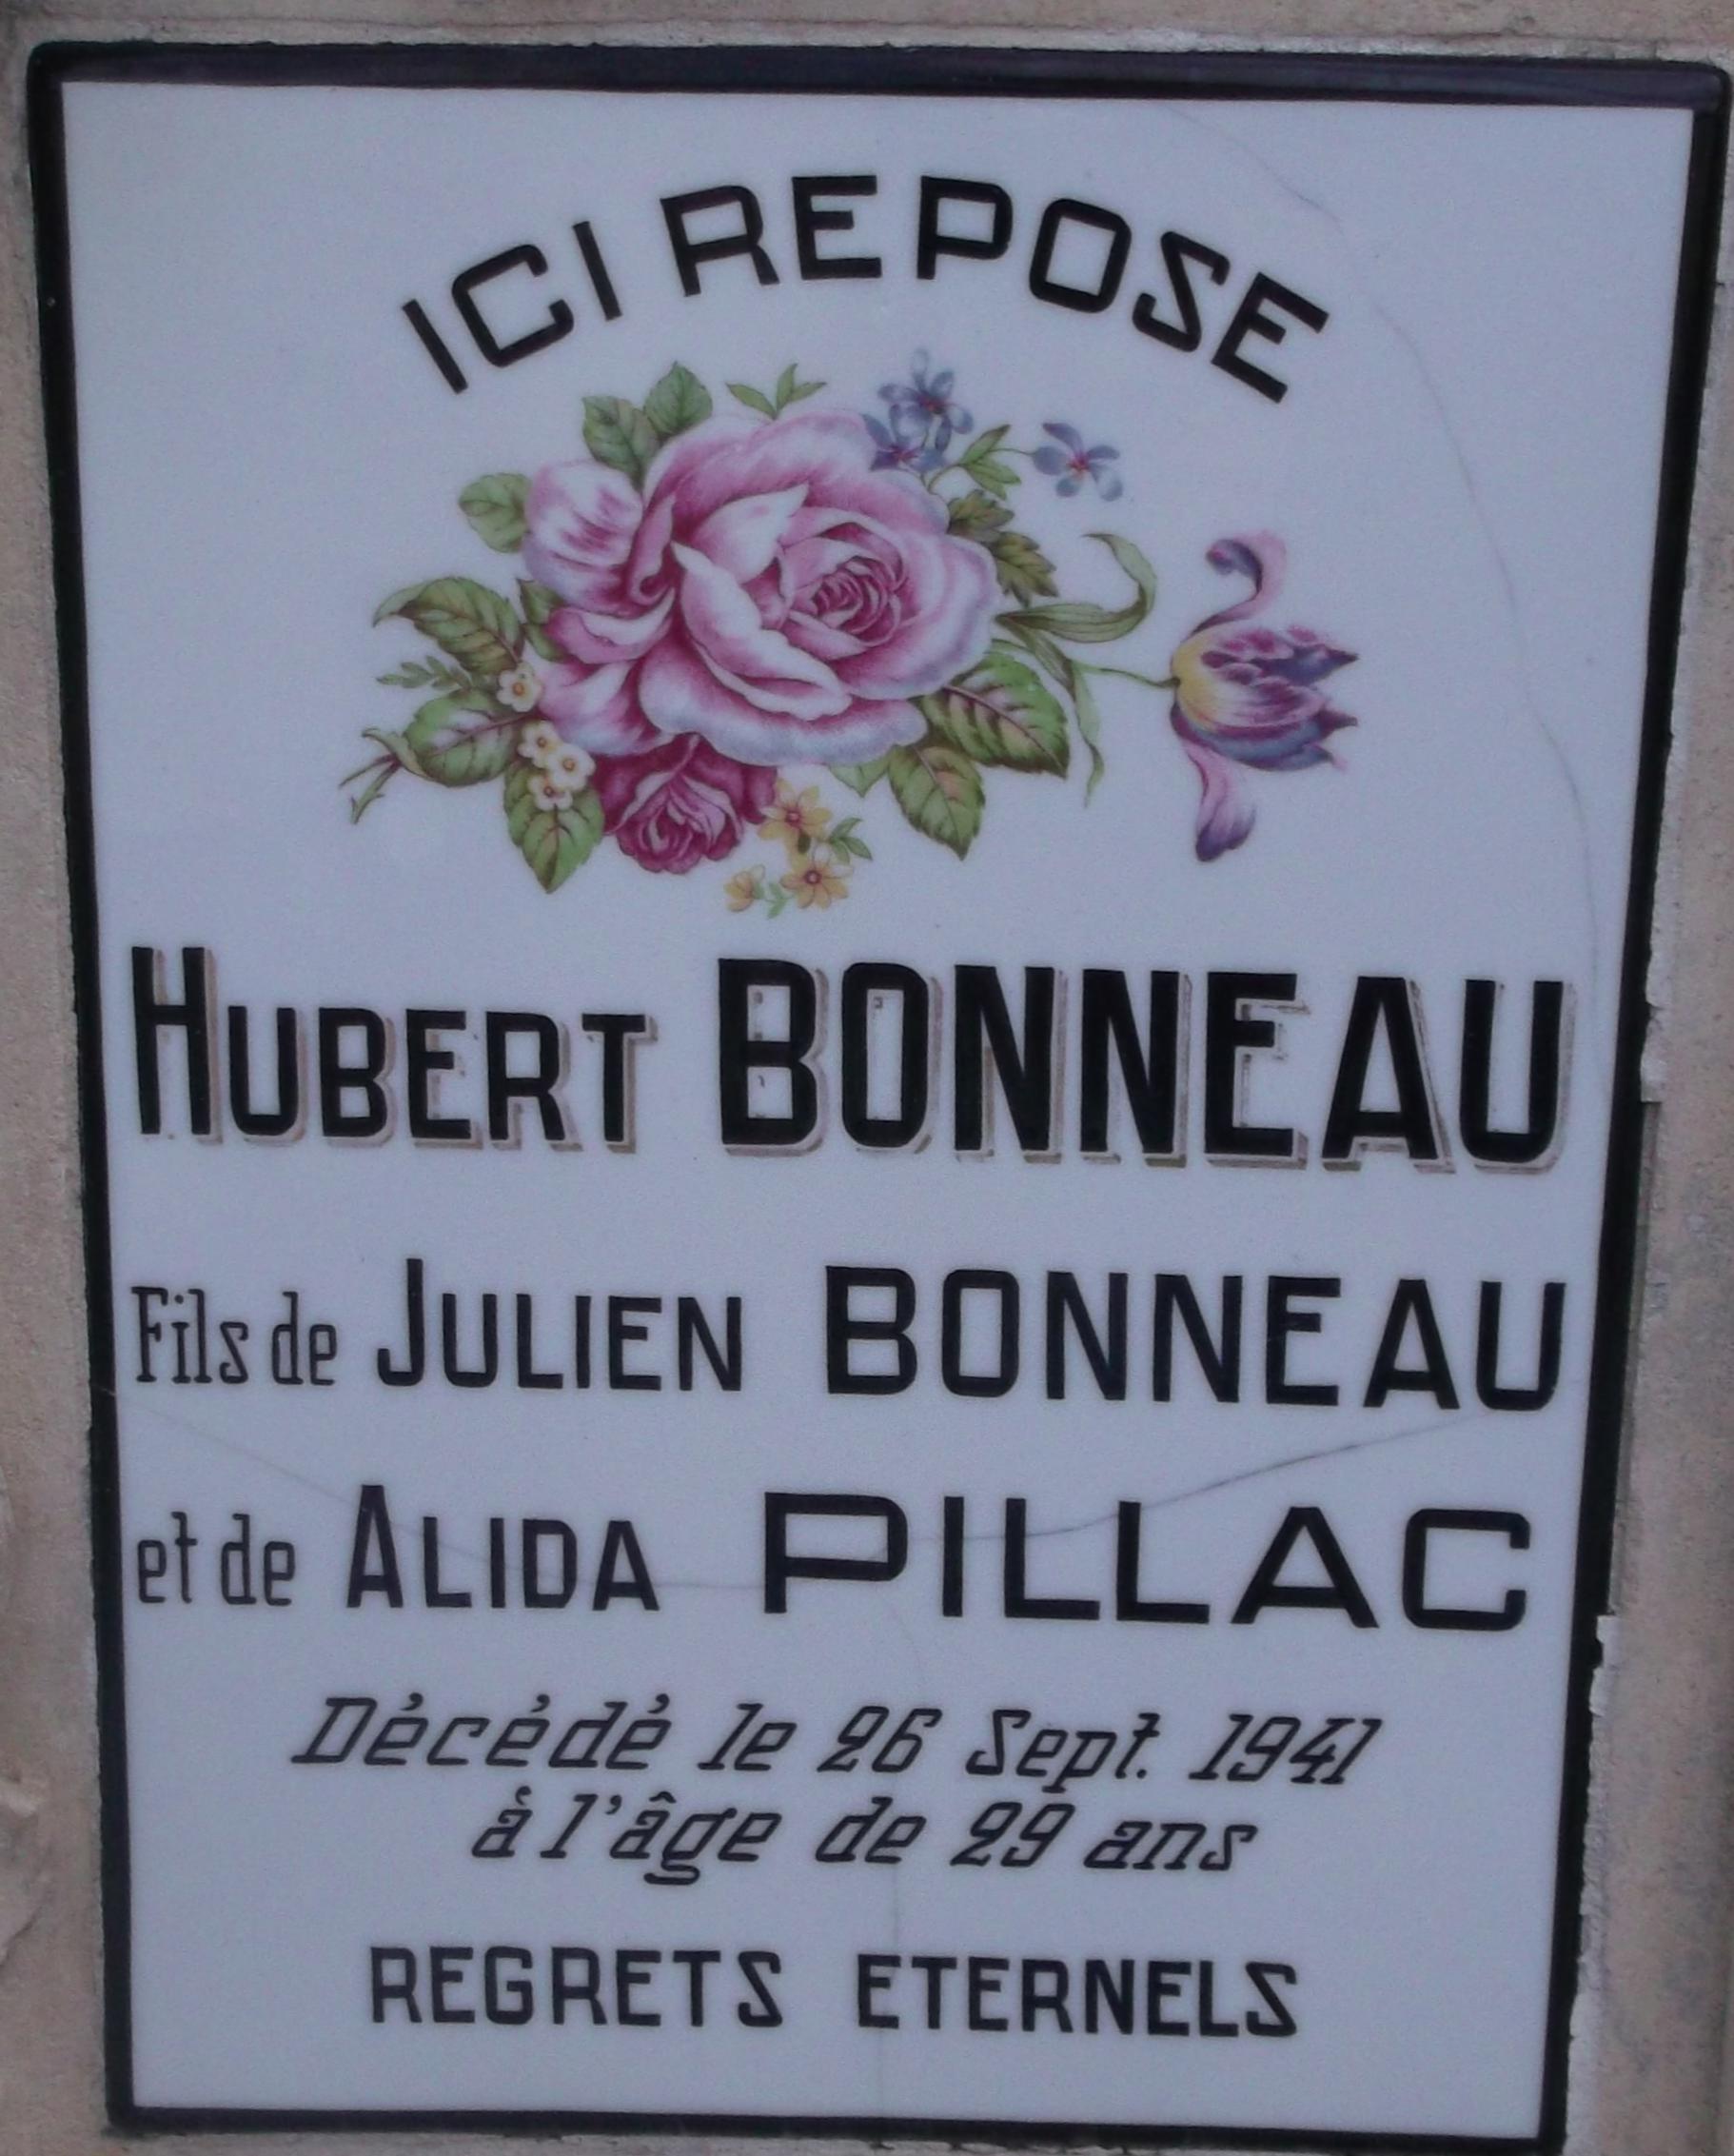 ICI REPOSE
HUBERT BONNEAU
Fils de JULIEN BONNEAU
et de ALIDA PILLAC
Décédé le 26 Sept. 1941
à l'âge de 29 ans
REGRETS ETERNELS